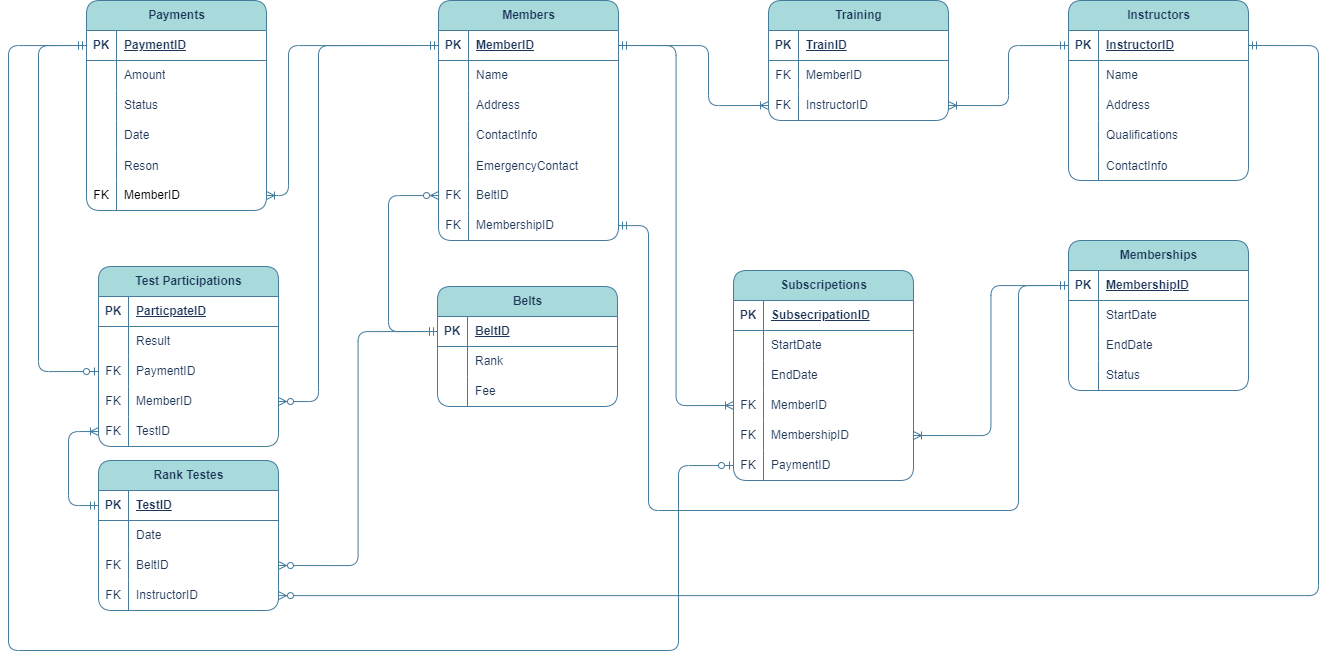 Payments
PK PaymentID
Amount
Status
Date
Reson
FK MemberID
Members
PK MemberID
Name
Address
ContactInfo
EmergencyContact
FK BeltID
FK MembershipID
Training
PK TrainID
FK MemberID
FK InstructorID
Instructors
PK InstructorID
Name
Address
Qualifications
ContactInfo
Test Participations
PK ParticpateID
Result
FK PaymentID
FK MemberID
FK TestID
Belts
PK BeltID
Rank
Fee
Subscripetions
PK SubsecripationID
StartDate
EndDate
FK MemberID
FK MembershipID
FK PaymentID
Memberships
PK MembershipID
StartDate
EndDate
Status
Rank Testes
PK TestID
Date
FK BeltID
FK InstructorID